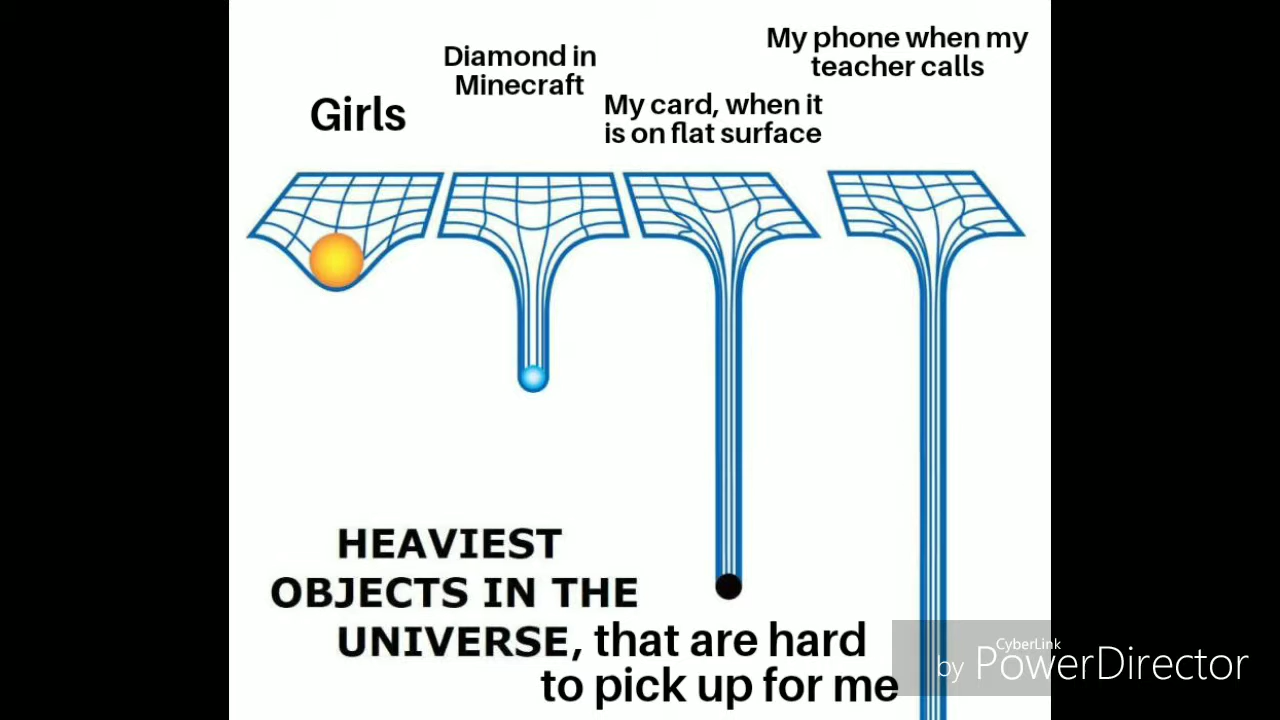 Girls
Diamond in
Minecraft
My card, when it
is on flat surface
My phone when my
teacher calls
HEAVIEST
OBJECTS IN THE
UNIVERSE, that are hard
to pick up for me
CyberLink
by PowerDirector